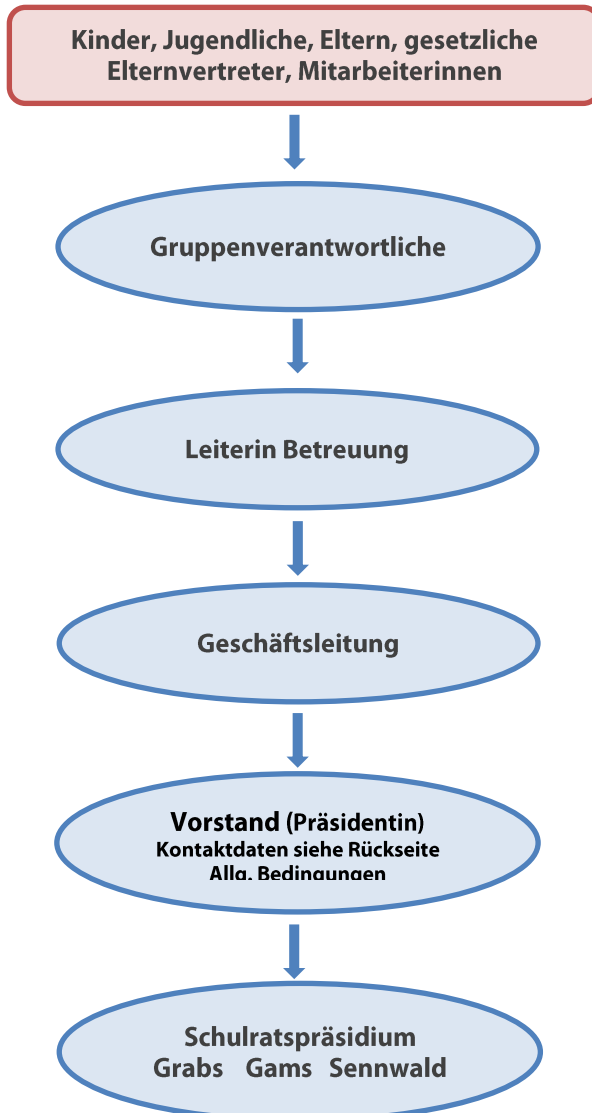 Kinder, Jugendliche, Eltern, gesetzliche
Elternvertreter, Mitarbeiterinnen
Gruppenverantwortliche
Leiterin Betreuung
Geschäftsleitung
Vorstand (Präsidentin)
Kontaktdaten siehe Rückseite
Allg. Bedingungen
Schulratspräsidium
Grabs Gams Sennwald